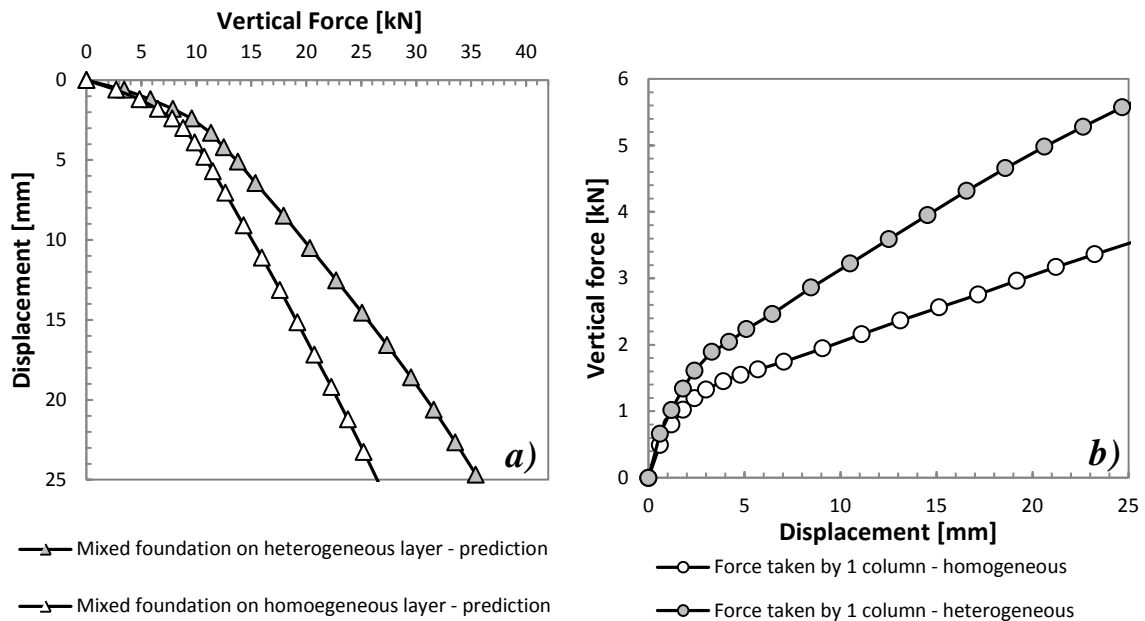 Vertical Force [kN]
0 5 10 15 20 25 30 35 40
Displacement [mm]
0
5
10
15
20
25
a)
Mixed foundation on heterogeneous layer - prediction
Mixed foundation on homoegeneous layer - prediction
Vertical force [kN]
6
5
4
3
2
1
0
b)
0 5 10 15 20 25
Displacement [mm]
Force taken by 1 column - homogeneous
Force taken by 1 column - heterogeneous